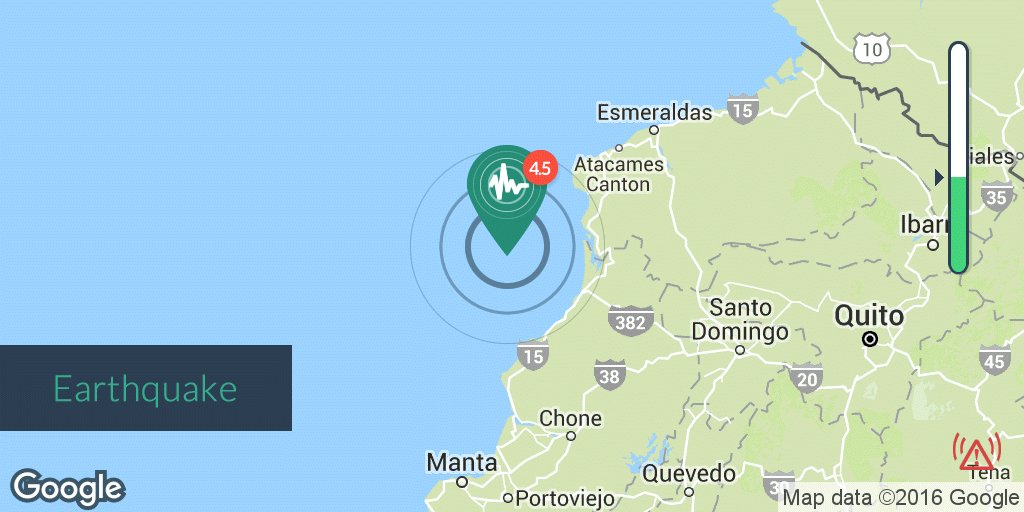 10
Esmeraldas
15
Atacames
Canton
4.5
iales
35
Ibarr
382
Santo
Domingo
Quito
15
45
38
20
Earthquake
Chone
Manta
Quevedo
Tena
30
Portoviejo
Google
Map data ©2016 Google